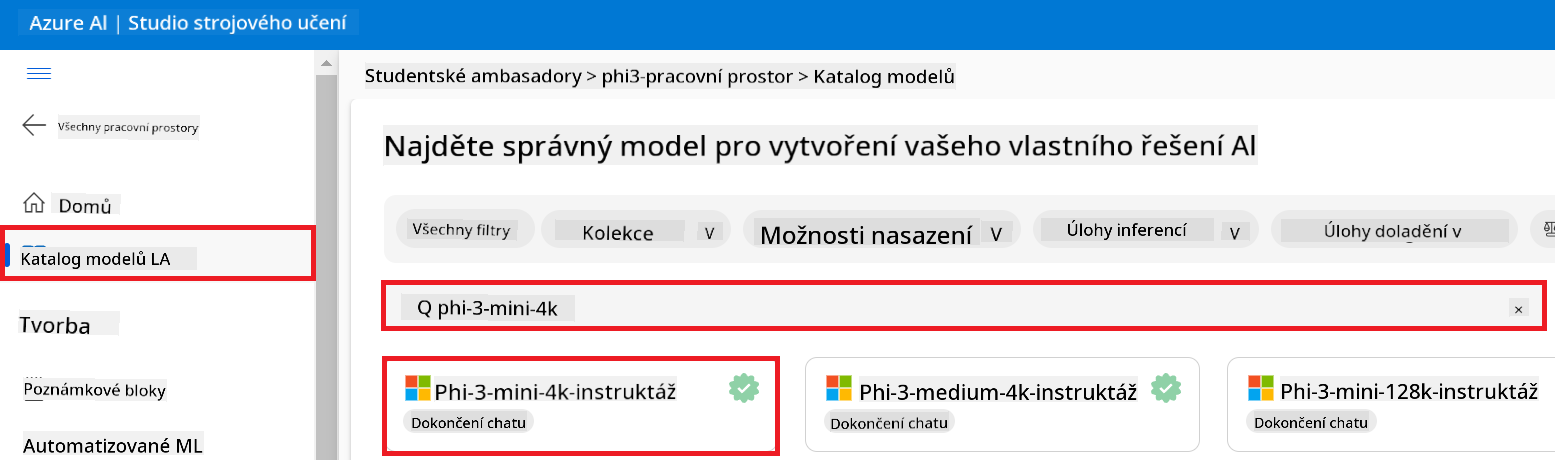 Azure AI | Studio strojového učení
Studentské ambasadory > phi3-pracovní prostor > Katalog modelů
Všechny pracovní prostory
Domů
Katalog modelů LA
Tvorba
Poznámkové bloky
Automatizované ML
Najděte správný model pro vytvoření vašeho vlastního řešení AI
Všechny filtry Kolekce V Možnosti nasazení V Úlohy inferencí V Úlohy doladění v
Q phi-3-mini-4k ×
Phi-3-mini-4k-instruktáž
Dokončení chatu
Phi-3-medium-4k-instruktáž
Dokončení chatu
Phi-3-mini-128k-instruktáž
Dokončení chatu